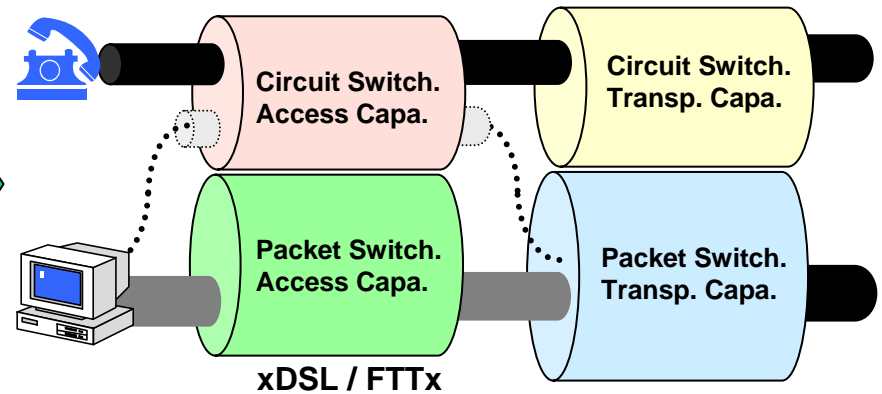 Circuit Switch.
Access Capa.
Circuit Switch.
Transp. Capa.
Packet Switch.
Access Capa.
Packet Switch.
Transp. Capa.
xDSL / FTTx